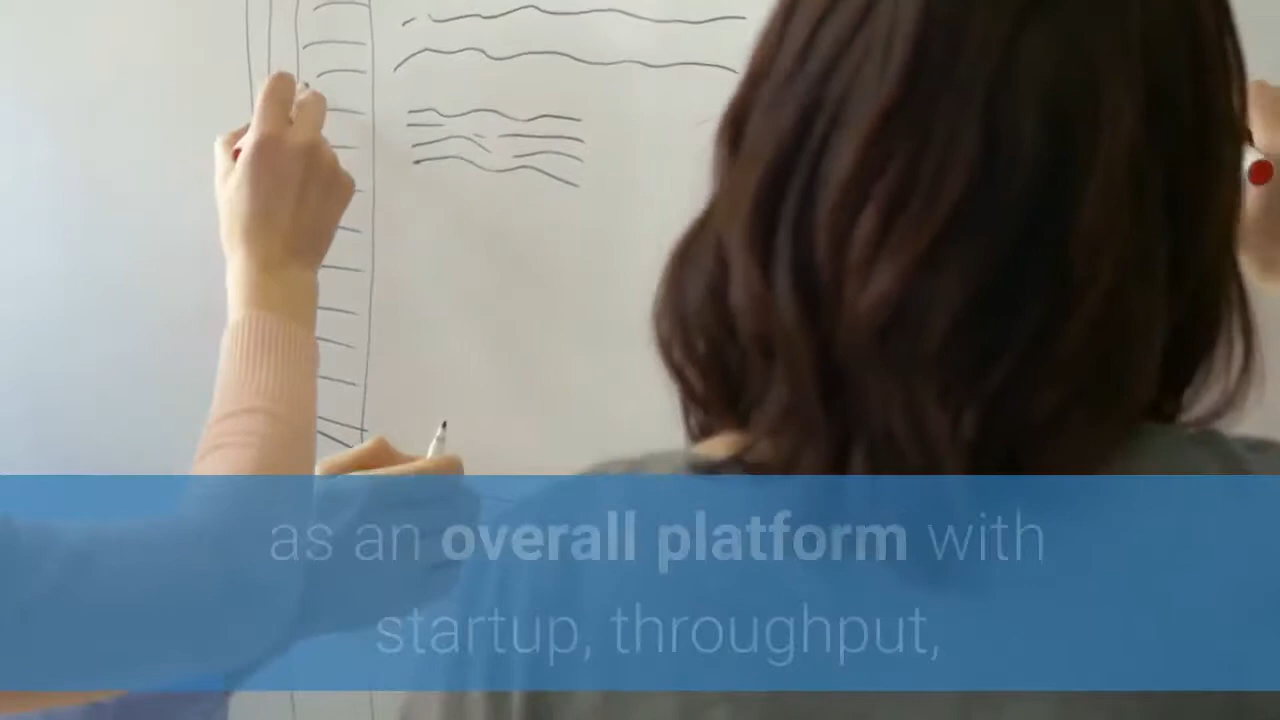 as an overall platform with
startup, throughput,